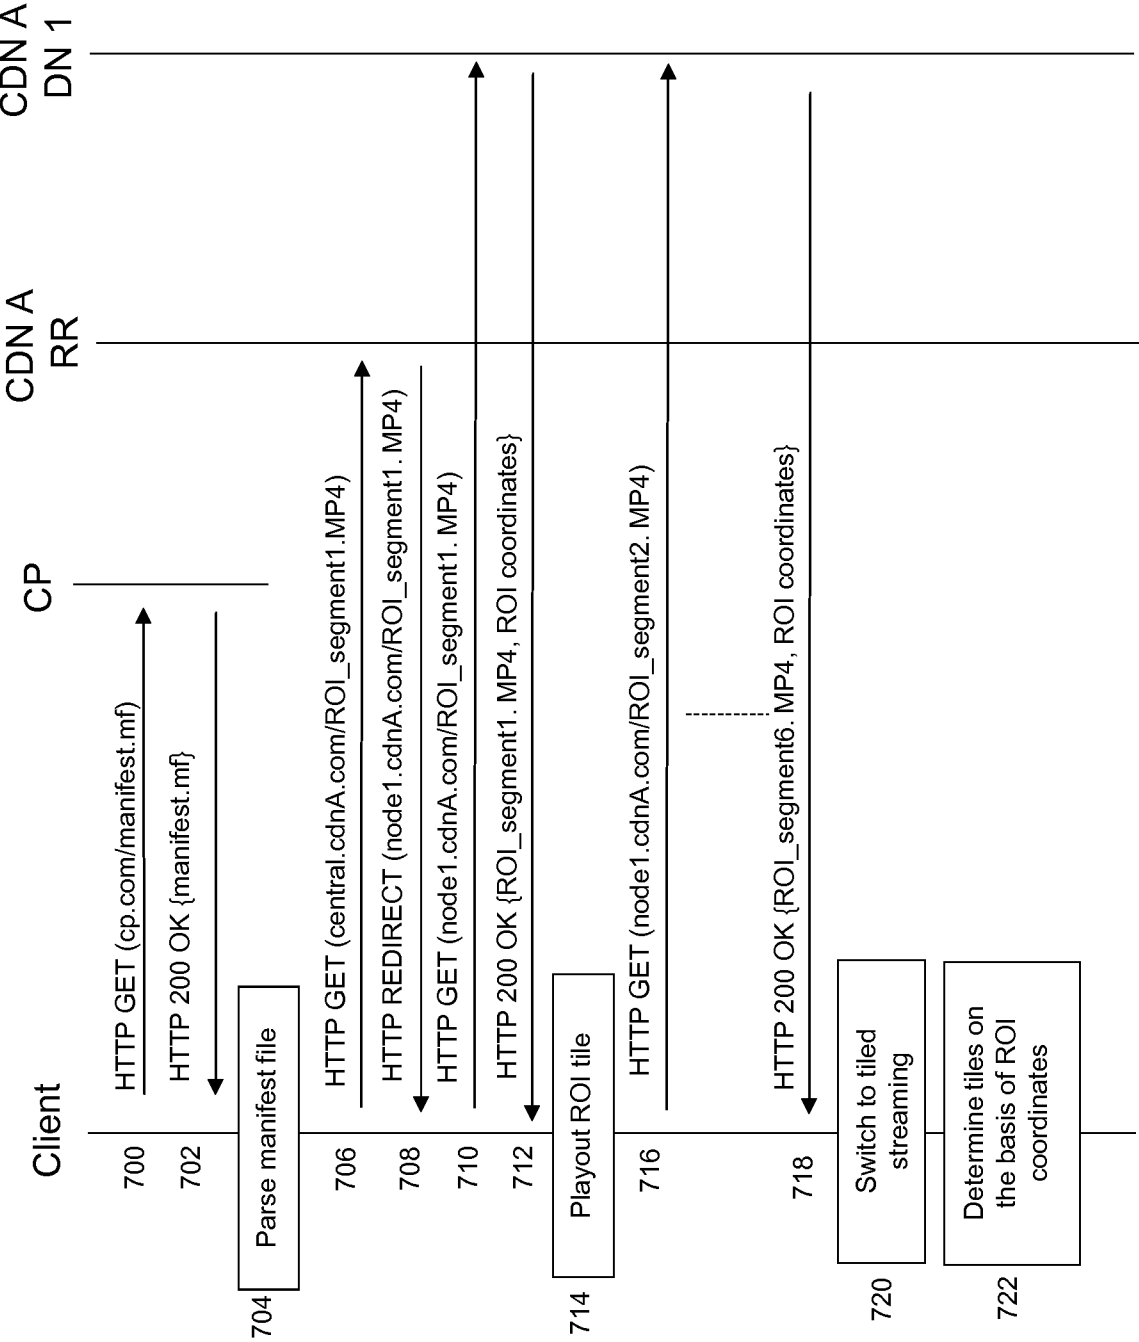 Client
CP
CDN A
RR
CDN A
DN 1
700
HTTP GET (cp.com/manifest.mf)
702
HTTP 200 OK {manifest.mf}
704
Parse manifest file
706
HTTP GET (central.cdnA.com/ROI_segment1.MP4)
708
HTTP REDIRECT (node1.cdnA.com/ROI_segment1. MP4)
710
HTTP GET (node1.cdnA.com/ROI_segment1. MP4)
712
HTTP 200 OK {ROI_segment1. MP4, ROI coordinates}
714
Playout ROI tile
716
HTTP GET (node1.cdnA.com/ROI_segment2. MP4)
718
HTTP 200 OK {ROI_segment6. MP4, ROI coordinates}
720
Switch to tiled
streaming
722
Determine tiles on
the basis of ROI
coordinates